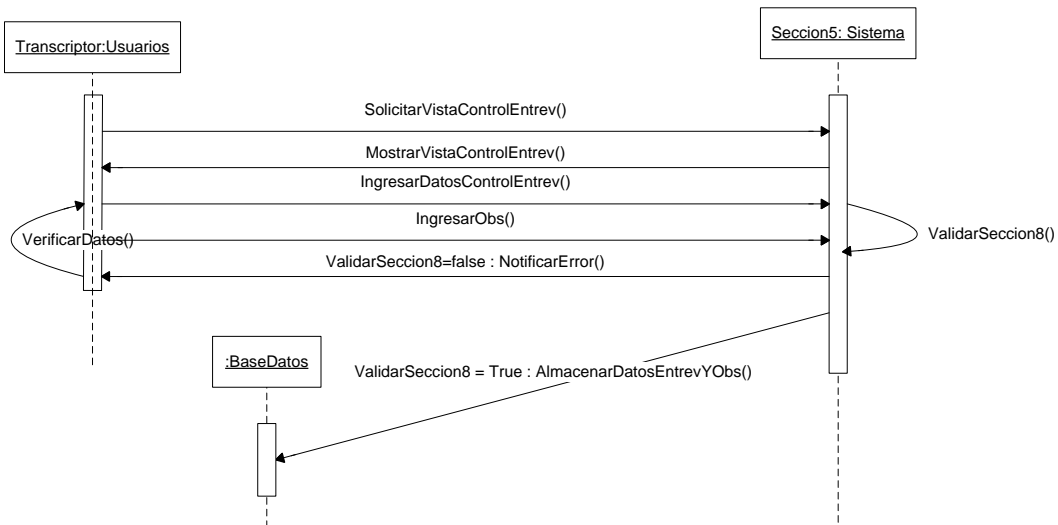 Transcriptor:Usuarios
Seccion5: Sistema
SolicitarVistaControlEntrev()
MostrarVistaControlEntrev()
IngresarDatosControlEntrev()
IngresarObs()
VerificarDatos()
ValidarSeccion8()
ValidarSeccion8=false : NotificarError()
:BaseDatos
ValidarSeccion8 = True : AlmacenarDatosEntrevYObs()